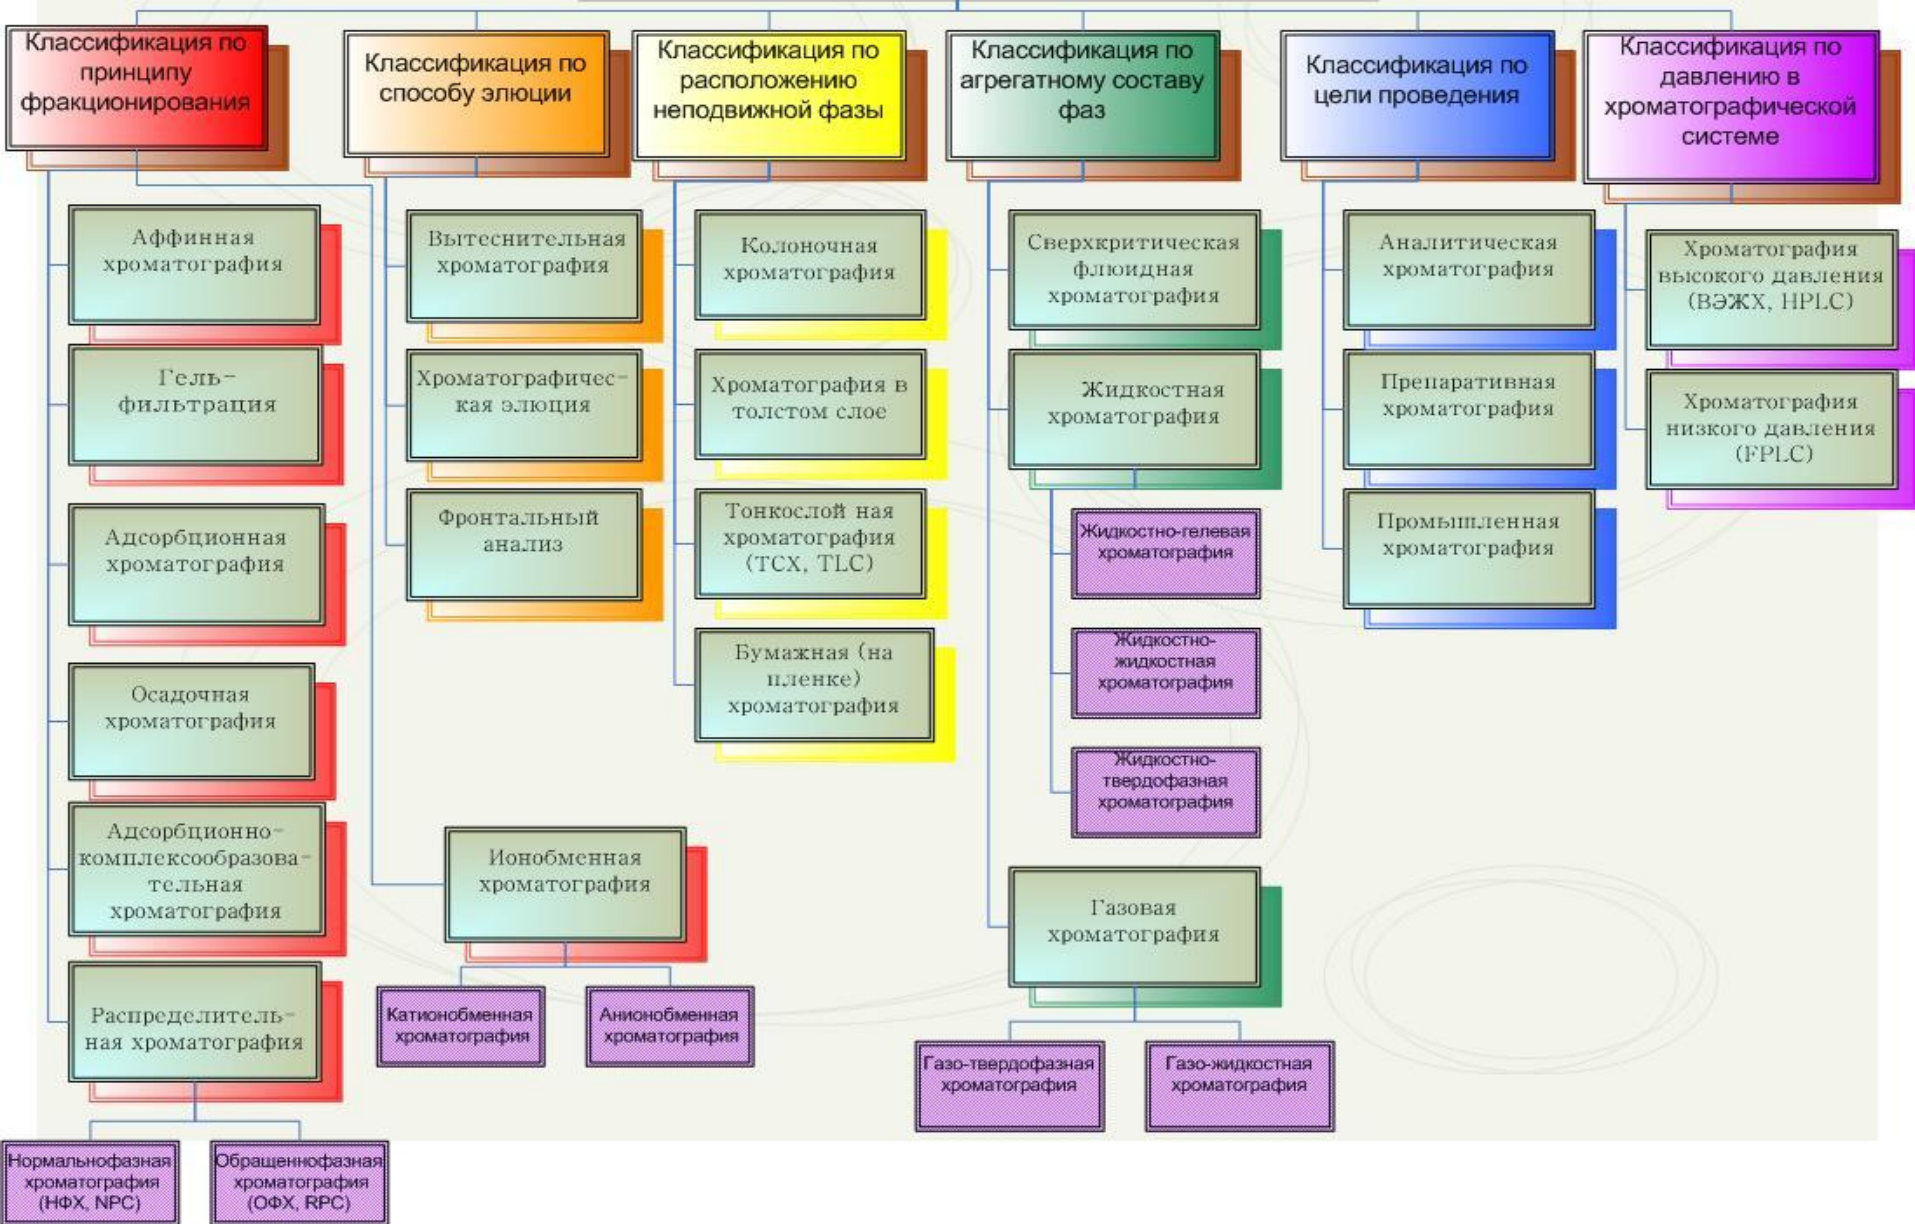 Классификация по
принципу
фракционирования
Классификация по
способу элюции
Классификация по
расположению
неподвижной фазы
Классификация по
агрегатному составу
фаз
Классификация по
цели проведения
Классификация по
давлению в
хроматографической
системе
Аффинная
хроматография
Гель-
фильтрация
Адсорбционная
хроматография
Осадочная
хроматография
Адсорбционно-
комплексообразова-
тельная
хроматография
Распределитель-
ная хроматография
Нормальнофазная
хроматография
(НФХ, NPC)
Обращеннофазная
хроматография
(ОФХ, RPC)
Ионобменная
хроматография
Катионобменная
хроматография
Анионобменная
хроматография
Вытеснительная
хроматография
Хроматографичес-
кая элюция
Фронтальный
анализ
Колоночная
хроматография
Хроматография в
толстом слое
Тонкослой ная
хроматография
(ТСХ, TLC)
Бумажная (на
пленке)
хроматография
Сверхкритическая
флюидная
хроматография
Жидкостная
хроматография
Жидкостно-гелевая
хроматография
Жидкостно-
жидкостная
хроматография
Жидкостно-
твердофазная
хроматография
Газовая
хроматография
Газо-твердофазная
хроматография
Газо-жидкостная
хроматография
Аналитическая
хроматография
Препаративная
хроматография
Промышленная
хроматография
Хроматография
высокого давления
(ВЭЖХ, HPLC)
Хроматография
низкого давления
(FPLC)